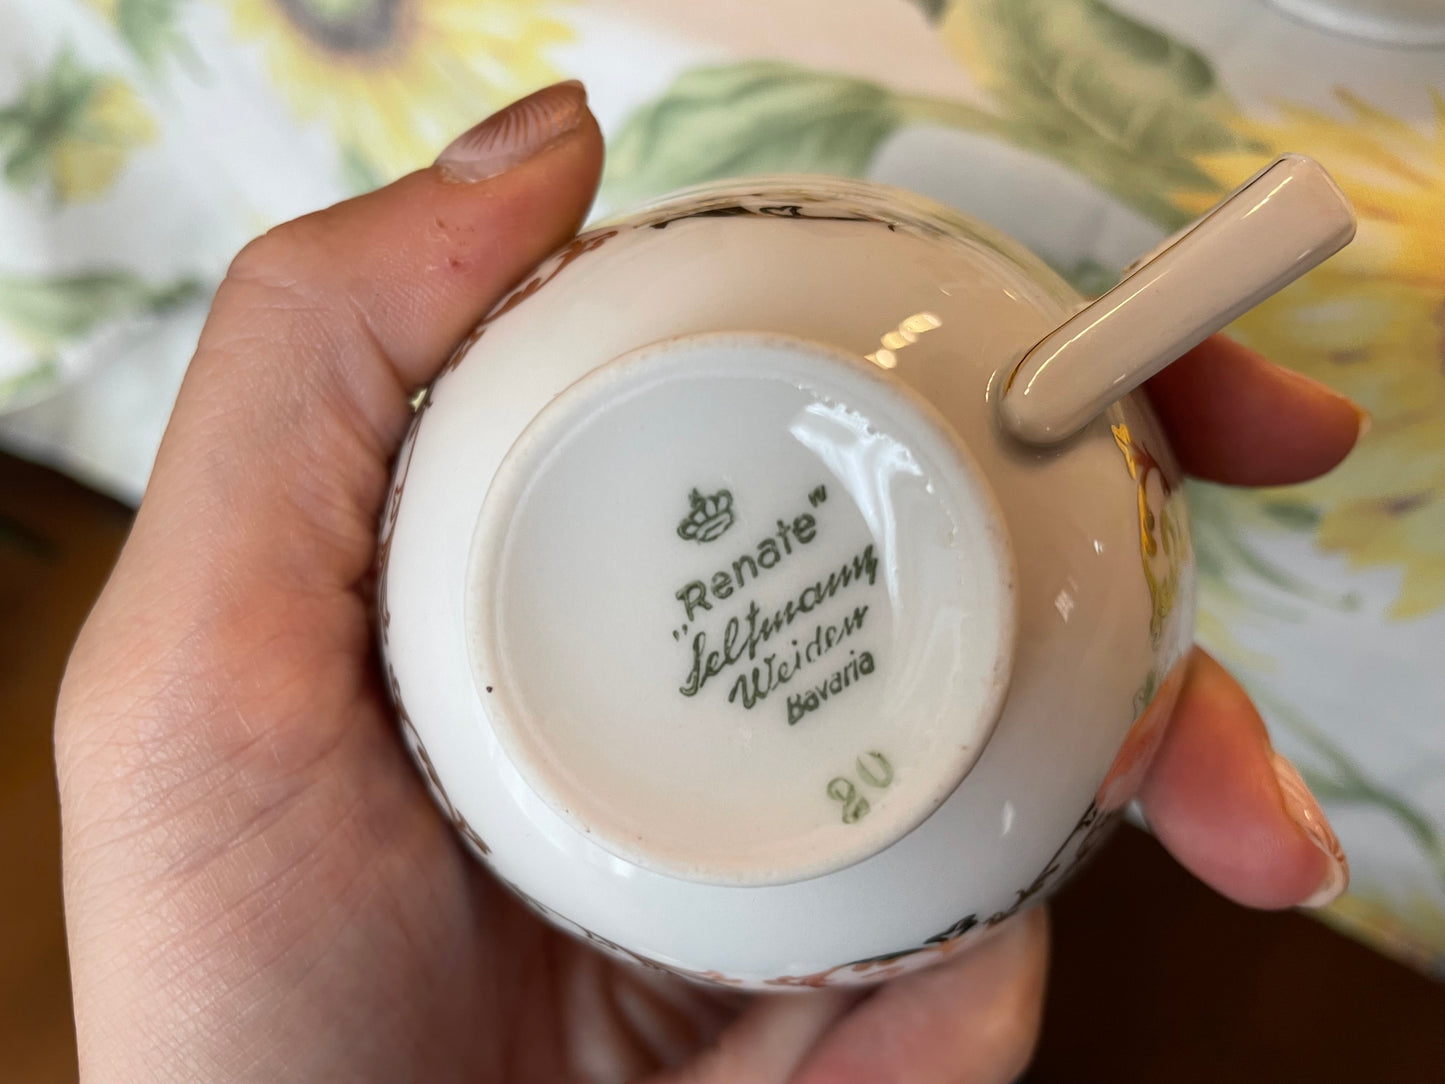 „Renate"
Seltmann
Weiden
Bavaria
20